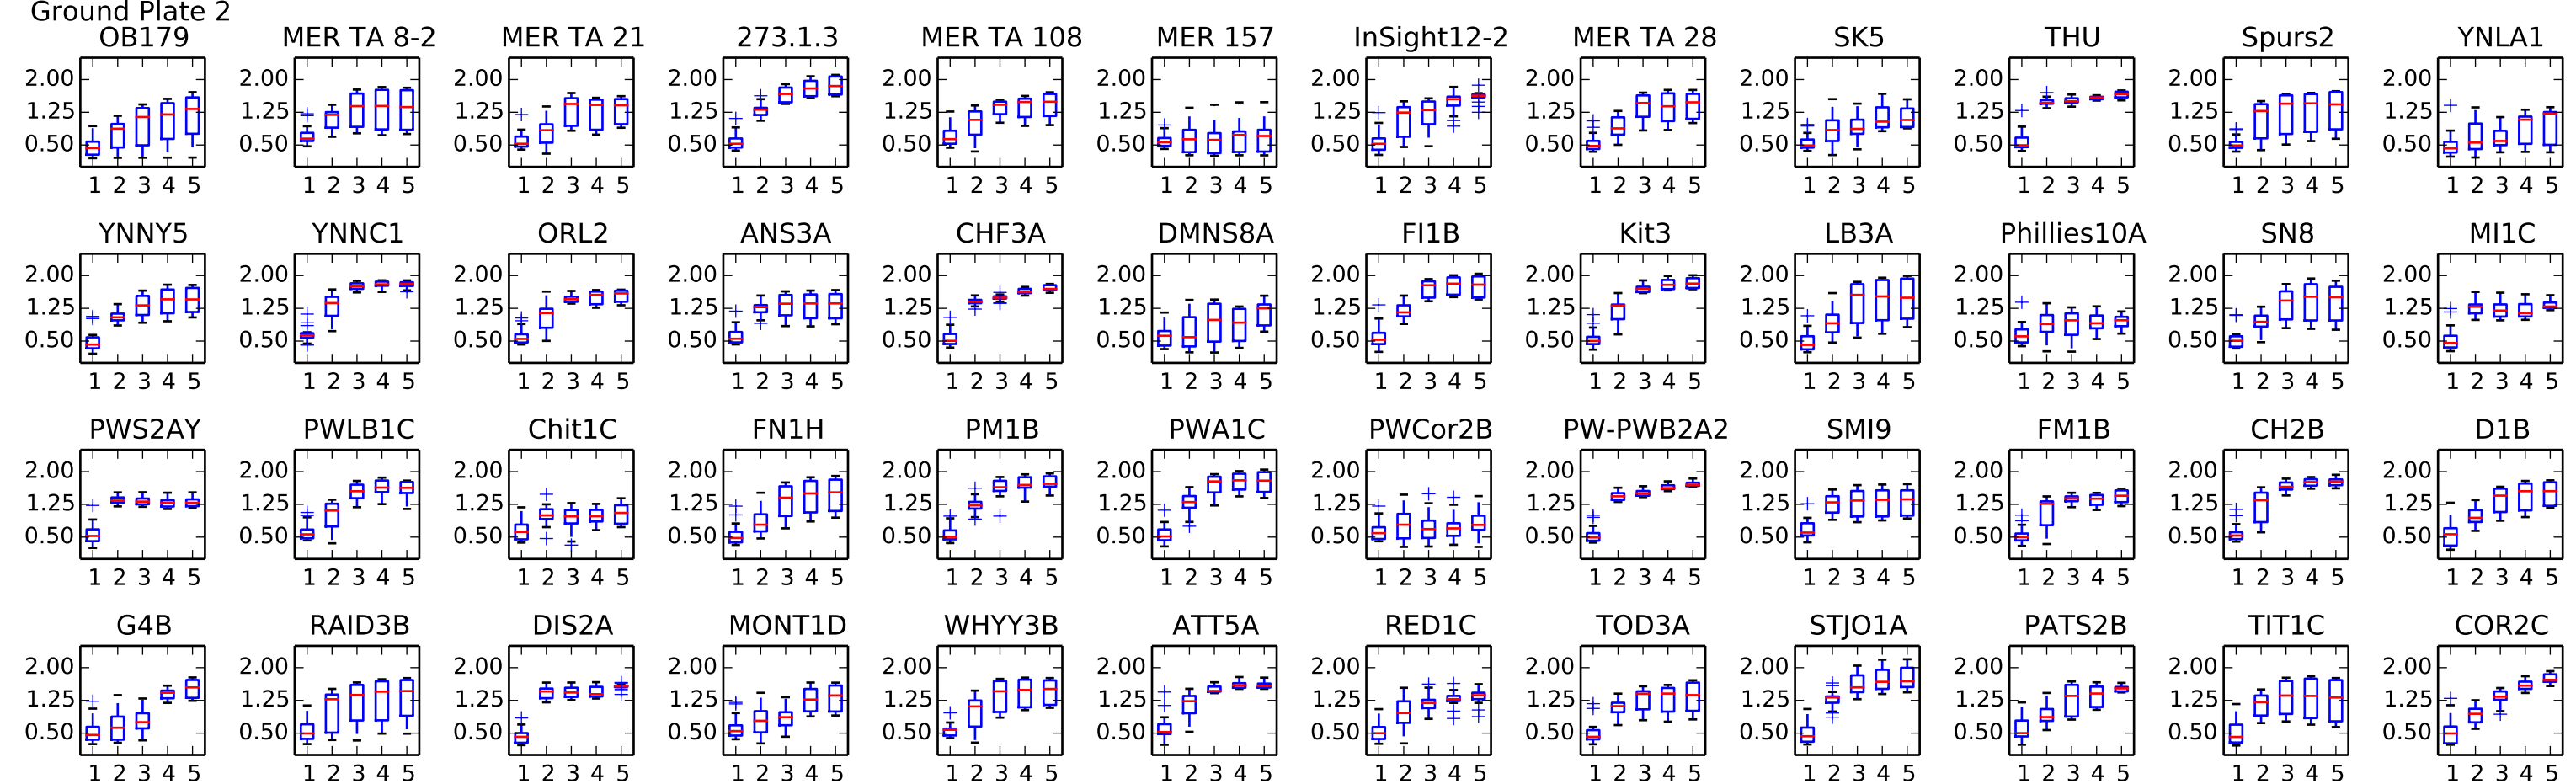 Ground Plate 2
OB179 MER TA 8-2 MER TA 21 273.1.3 MER TA 108 MER 157 InSight12-2 MER TA 28 SK5 THU Spurs2 YNLA1
2.00 2.00 2.00 2.00 2.00 2.00 2.00 2.00 2.00 2.00 2.00 2.00
1.25 1.25 1.25 1.25 1.25 1.25 1.25 1.25 1.25 1.25 1.25 1.25
0.50 0.50 0.50 0.50 0.50 0.50 0.50 0.50 0.50 0.50 0.50 0.50
1 2 3 4 5 1 2 3 4 5 1 2 3 4 5 1 2 3 4 5 1 2 3 4 5 1 2 3 4 5 1 2 3 4 5 1 2 3 4 5 1 2 3 4 5 1 2 3 4 5 1 2 3 4 5 1 2 3 4 5
YNNY5 YNNC1 ORL2 ANS3A CHF3A DMNS8A FI1B Kit3 LB3A Phillies10A SN8 MI1C
2.00 2.00 2.00 2.00 2.00 2.00 2.00 2.00 2.00 2.00 2.00 2.00
1.25 1.25 1.25 1.25 1.25 1.25 1.25 1.25 1.25 1.25 1.25 1.25
0.50 0.50 0.50 0.50 0.50 0.50 0.50 0.50 0.50 0.50 0.50 0.50
1 2 3 4 5 1 2 3 4 5 1 2 3 4 5 1 2 3 4 5 1 2 3 4 5 1 2 3 4 5 1 2 3 4 5 1 2 3 4 5 1 2 3 4 5 1 2 3 4 5 1 2 3 4 5 1 2 3 4 5
PWS2AY PWLB1C Chit1C FN1H PM1B PWA1C PWCor2B PW-PWB2A2 SMI9 FM1B CH2B D1B
2.00 2.00 2.00 2.00 2.00 2.00 2.00 2.00 2.00 2.00 2.00 2.00
1.25 1.25 1.25 1.25 1.25 1.25 1.25 1.25 1.25 1.25 1.25 1.25
0.50 0.50 0.50 0.50 0.50 0.50 0.50 0.50 0.50 0.50 0.50 0.50
1 2 3 4 5 1 2 3 4 5 1 2 3 4 5 1 2 3 4 5 1 2 3 4 5 1 2 3 4 5 1 2 3 4 5 1 2 3 4 5 1 2 3 4 5 1 2 3 4 5 1 2 3 4 5 1 2 3 4 5
G4B RAID3B DIS2A MONT1D WHYY3B ATT5A RED1C TOD3A STJO1A PATS2B TIT1C COR2C
2.00 2.00 2.00 2.00 2.00 2.00 2.00 2.00 2.00 2.00 2.00 2.00
1.25 1.25 1.25 1.25 1.25 1.25 1.25 1.25 1.25 1.25 1.25 1.25
0.50 0.50 0.50 0.50 0.50 0.50 0.50 0.50 0.50 0.50 0.50 0.50
1 2 3 4 5 1 2 3 4 5 1 2 3 4 5 1 2 3 4 5 1 2 3 4 5 1 2 3 4 5 1 2 3 4 5 1 2 3 4 5 1 2 3 4 5 1 2 3 4 5 1 2 3 4 5 1 2 3 4 5